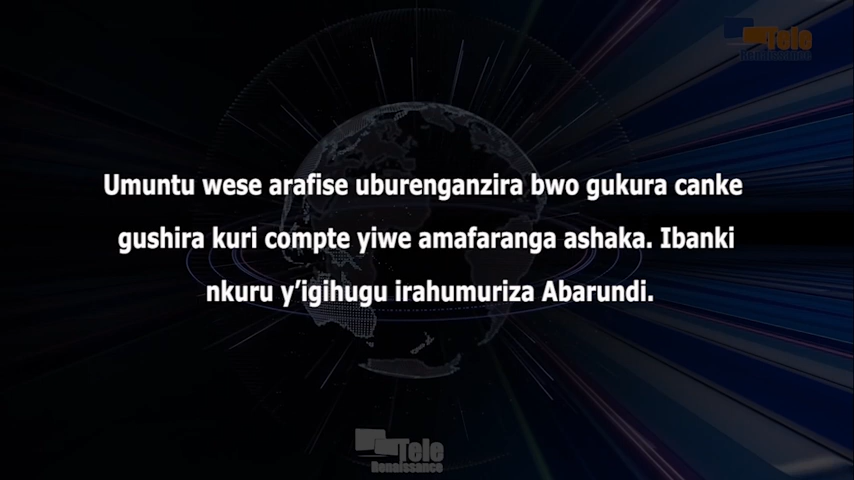 Tele
Renaissance
Umuntu wese arafise uburenganzira bwo gukura canke
gushira kuri compte yiwe amafaranga ashaka. Ibanki
nkuru y’igihugu irahumuriza Abarundi.
Tele
Renaissance